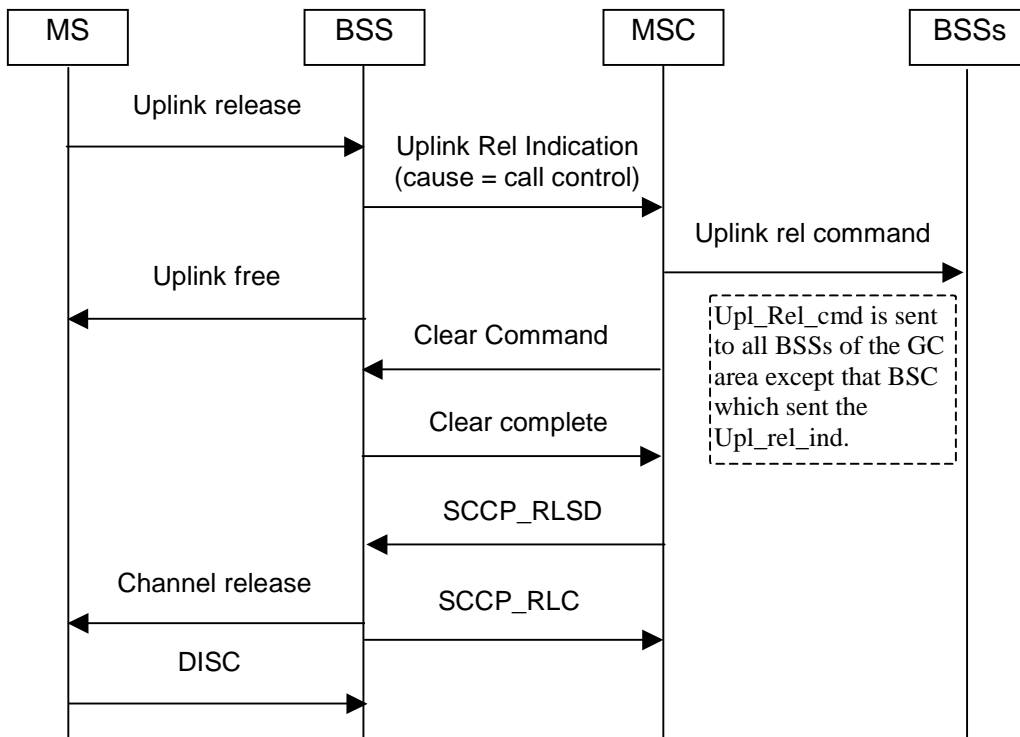 MS
BSS
MSC
BSSs
Uplink release
Uplink Rel Indication
(cause = call control)
Uplink rel command
Uplink free
Upl_Rel_cmd is sent
to all BSSs of the GC
area except that BSC
which sent the
Upl_rel_ind.
Clear Command
Clear complete
SCCP_RLSD
Channel release
SCCP_RLC
DISC